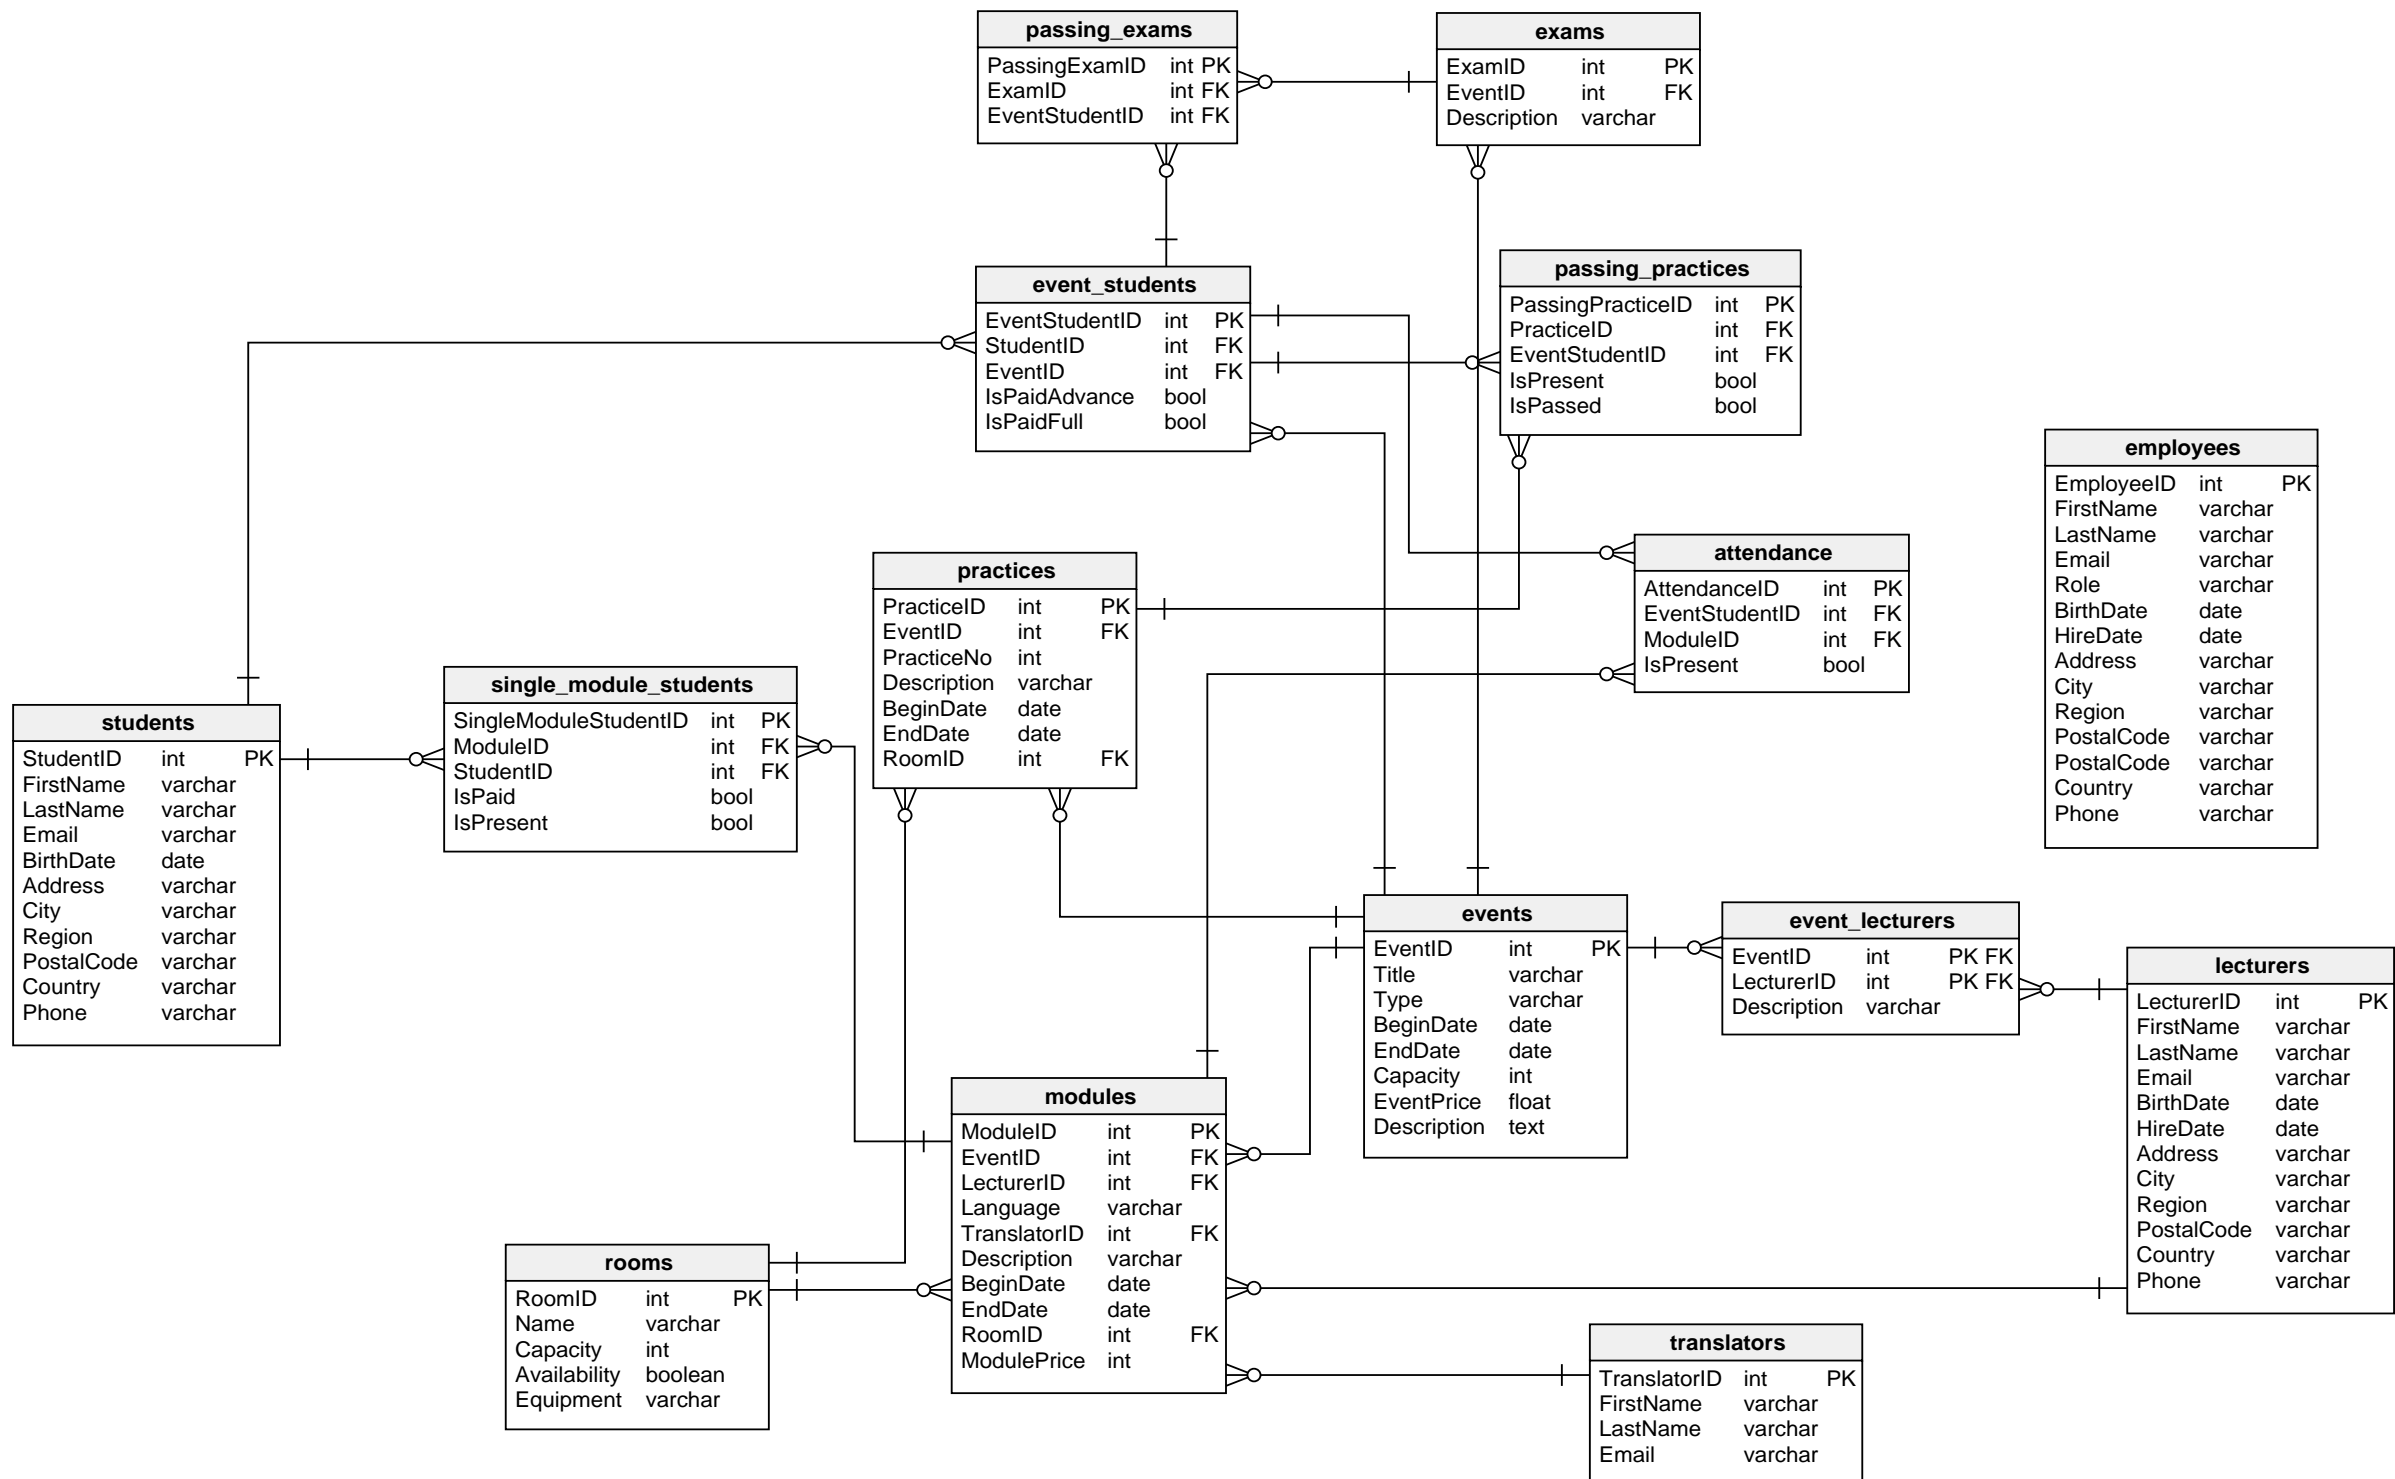 passing_exams
PassingExamID int PK
ExamID int FK
EventStudentID int FK
exams
ExamID int PK
EventID int FK
Description varchar
event_students
EventStudentID int PK
StudentID int FK
EventID int FK
IsPaidAdvance bool
IsPaidFull bool
passing_practices
PassingPracticeID int PK
PracticeID int FK
EventStudentID int FK
IsPresent bool
IsPassed bool
employees
EmployeeID int PK
FirstName varchar
LastName varchar
Email varchar
Role varchar
BirthDate date
HireDate date
Address varchar
City varchar
Region varchar
PostalCode varchar
PostalCode varchar
Country varchar
Phone varchar
practices
PracticeID int PK
EventID int FK
PracticeNo int
Description varchar
BeginDate date
EndDate date
RoomID int FK
attendance
AttendanceID int PK
EventStudentID int FK
ModuleID int FK
IsPresent bool
single_module_students
SingleModuleStudentID int PK
ModuleID int FK
StudentID int FK
IsPaid bool
IsPresent bool
students
StudentID int PK
FirstName varchar
LastName varchar
Email varchar
BirthDate date
Address varchar
City varchar
Region varchar
PostalCode varchar
Country varchar
Phone varchar
events
EventID int PK
Title varchar
Type varchar
BeginDate date
EndDate date
Capacity int
EventPrice float
Description text
event_lecturers
EventID int PK FK
LecturerID int PK FK
Description varchar
lecturers
LecturerID int PK
FirstName varchar
LastName varchar
Email varchar
BirthDate date
HireDate date
Address varchar
City varchar
Region varchar
PostalCode varchar
Country varchar
Phone varchar
modules
ModuleID int PK
EventID int FK
LecturerID int FK
Language varchar
TranslatorID int FK
Description varchar
BeginDate date
EndDate date
RoomID int FK
ModulePrice int
rooms
RoomID int PK
Name varchar
Capacity int
Availability boolean
Equipment varchar
translators
TranslatorID int PK
FirstName varchar
LastName varchar
Email varchar